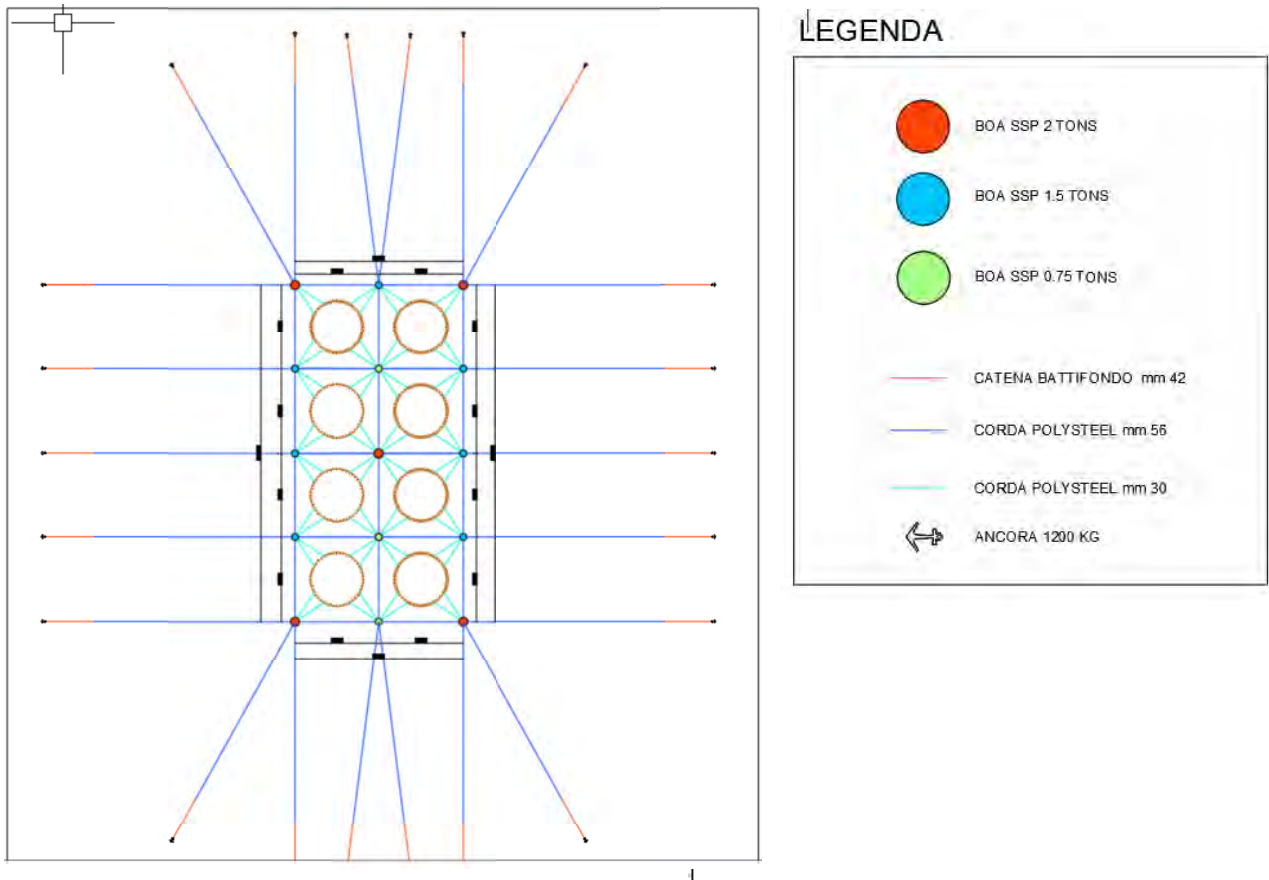 LEGENDA
BOA SSP 2 TONS
BOA SSP 1.5 TONS
BOA SSP 0.75 TONS
CATENA BATTIFONDO mm 42
CORDA POLYSTEEL mm 56
CORDA POLYSTEEL mm 30
ANCORA 1200 KG